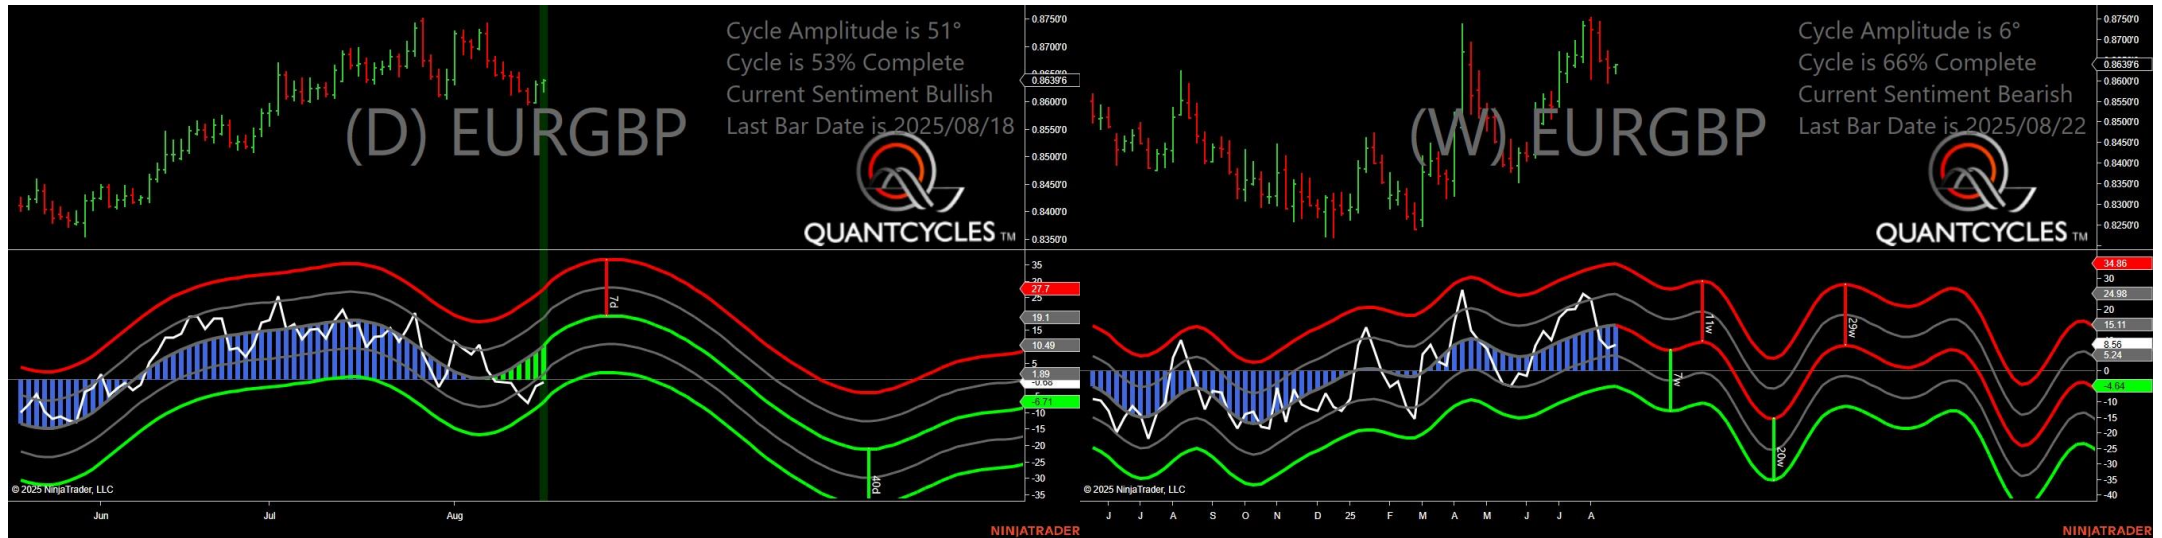 Cycle Amplitude is 51°
Cycle is 53% Complete
Current Sentiment Bullish
Last Bar Date is 2025/08/18
(D) EURGBP
QUANTCYCLES TM
0.8750'0
0.8700'0
0.8639'6
0.8600'0
0.8550'0
0.8500'0
0.8450'0
0.8400'0
0.8350'0
35
27.7
25
19.1
15
10.49
5
1.89
-0.68
-6.71
-10
-15
-20
-25
-30
-35
7d
40d
© 2025 NinjaTrader, LLC
Jun Jul Aug
NINJATRADER
Cycle Amplitude is 6°
Cycle is 66% Complete
Current Sentiment Bearish
Last Bar Date is 2025/08/22
(W) EURGBP
QUANTCYCLES TM
0.8750'0
0.8700'0
0.8639'6
0.8600'0
0.8550'0
0.8500'0
0.8450'0
0.8400'0
0.8350'0
0.8300'0
0.8250'0
34.86
30
24.98
20
15.11
8.56
5.24
0
-4.64
-10
-15
-20
-25
-30
-35
-40
11w
29w
7w
20w
© 2025 NinjaTrader, LLC
J J A S O N D 25 F M A M J J A
NINJATRADER